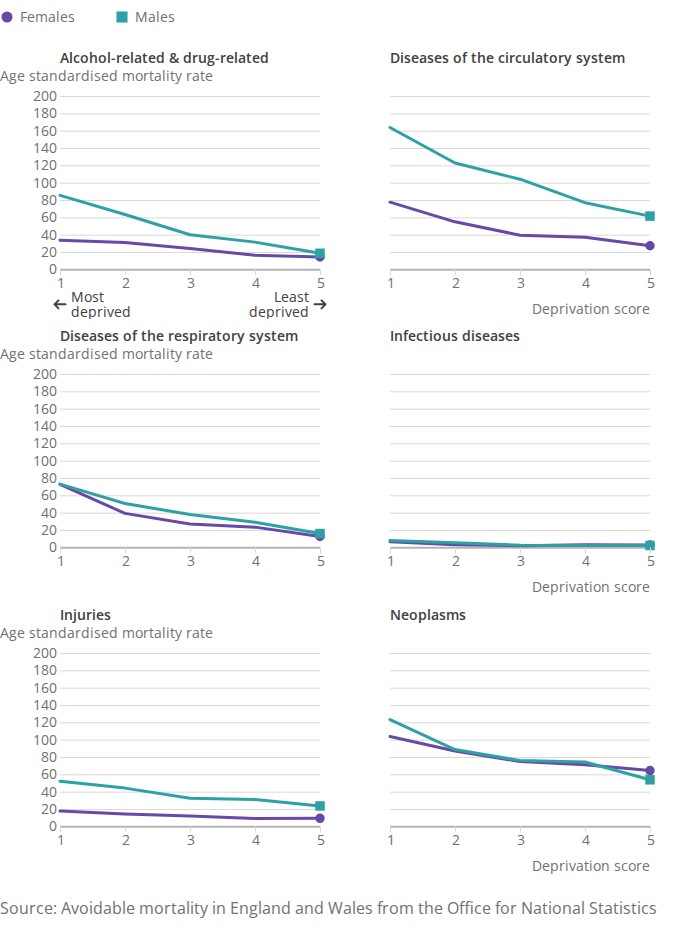 Females Males
Alcohol-related & drug-related
Age standardised mortality rate
200
180
160
140
120
100
80
60
40
20
0
1 2 3 4 5
← Most deprived
Least deprived →
Diseases of the circulatory system
1 2 3 4 5
Deprivation score
Diseases of the respiratory system
Age standardised mortality rate
200
180
160
140
120
100
80
60
40
20
0
1 2 3 4 5
Infectious diseases
1 2 3 4 5
Deprivation score
Injuries
Age standardised mortality rate
200
180
160
140
120
100
80
60
40
20
0
1 2 3 4 5
Neoplasms
1 2 3 4 5
Deprivation score
Source: Avoidable mortality in England and Wales from the Office for National Statistics